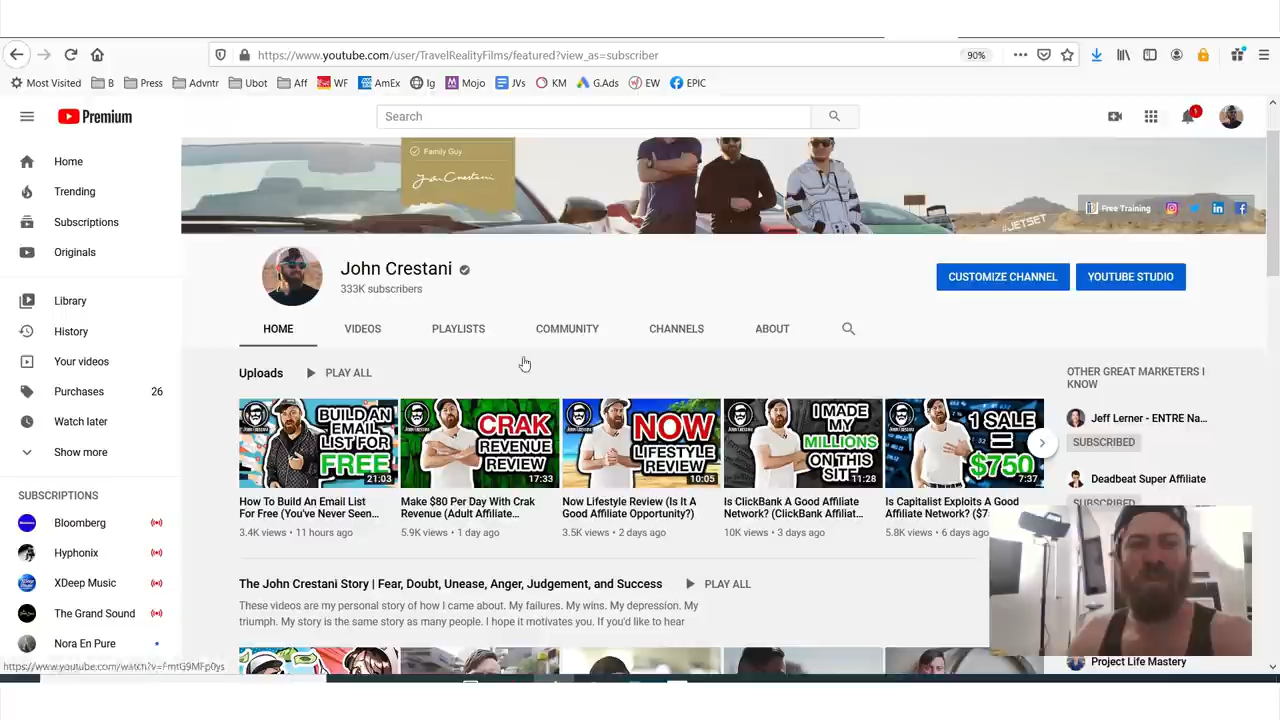 https://www.youtube.com/user/TravelRealityFilms/featured?view_as=subscriber
90%
Most Visited
B
Press
Advntr
Ubot
Aff
WF
AmEx
Ig
Mojo
JVs
KM
G.Ads
EW
EPIC
Premium
Search
1
Home
Trending
Subscriptions
Originals
Library
History
Your videos
Purchases 26
Watch later
Show more
SUBSCRIPTIONS
Bloomberg
Hyphonix
XDeep Music
The Grand Sound
Nora En Pure
Family Guy
John Crestani
#JETSET
Free Training
John Crestani
333K subscribers
CUSTOMIZE CHANNEL
YOUTUBE STUDIO
HOME
VIDEOS
PLAYLISTS
COMMUNITY
CHANNELS
ABOUT
Uploads
PLAY ALL
BUILD AN
EMAIL
LIST FOR
FREE
21:03
How To Build An Email List
For Free (You've Never Seen...
3.4K views • 11 hours ago
CRAK
REVENUE
REVIEW
17:33
Make $80 Per Day With Crak
Revenue (Adult Affiliate...
5.9K views • 1 day ago
NOW
LIFESTYLE
REVIEW
10:05
Now Lifestyle Review (Is It A
Good Affiliate Opportunity?)
3.5K views • 2 days ago
I MADE
MY
MILLIONS
ON THIS
11:28
Is ClickBank A Good Affiliate
Network? (ClickBank Affiliat...
10K views • 3 days ago
1 SALE
=
$750
7:37
Is Capitalist Exploits A Good
Affiliate Network? ($7
5.8K views • 6 days ago
The John Crestani Story | Fear, Doubt, Unease, Anger, Judgement, and Success
PLAY ALL
These videos are my personal story of how I came about. My failures. My wins. My depression. My
triumph. My story is the same story as many people. I hope it motivates you. If you'd like to hear
OTHER GREAT MARKETERS I
KNOW
Jeff Lerner - ENTRE Na...
SUBSCRIBED
Deadbeat Super Affiliate
SUBSCRIBED
Project Life Mastery